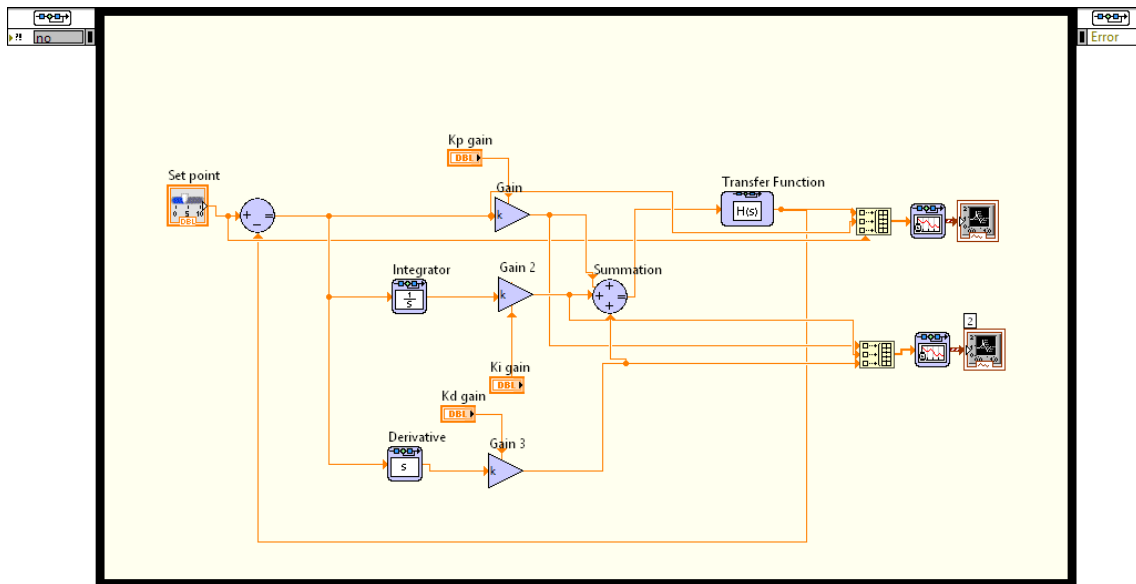 ?!
no
Error
Kp gain
DBL
Set point
0 5 10
DBL
+
−
=
Gain
k
Transfer Function
H(s)
Integrator
1
s
Gain 2
k
Summation
+
+
=
+
2
Ki gain
DBL
Kd gain
DBL
Derivative
s
Gain 3
k